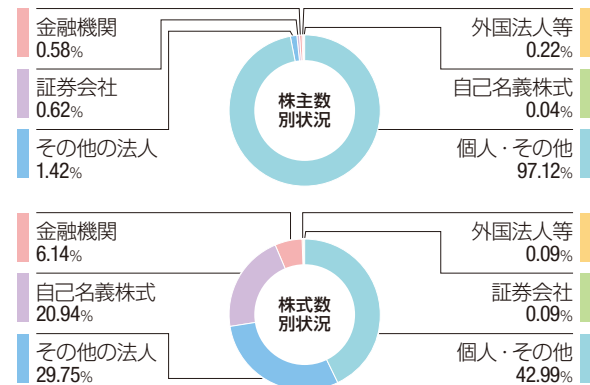 金融機関
0.58%
証券会社
0.62%
その他の法人
1.42%
株主数
別状況
外国法人等
0.22%
自己名義株式
0.04%
個人・その他
97.12%
金融機関
6.14%
自己名義株式
20.94%
その他の法人
29.75%
株式数
別状況
外国法人等
0.09%
証券会社
0.09%
個人・その他
42.99%